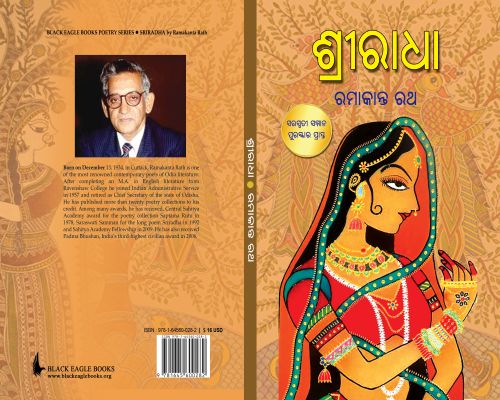 BLACK EAGLE BOOKS POETRY SERIES ● SRIRADHA by Ramakanta Rath
Born on December 13, 1934, in Cuttack, Ramakanta Rath is one
of the most renowned contemporary poets of Odia literature.
After completing an M.A. in English literature from
Ravenshaw College he joined Indian Administrative Service
in 1957 and retired as Chief Secretary of the state of Odisha.
He has published more than twenty poetry collections to his
credit. Among many awards, he has received, Central Sahitya
Academy award for the poetry collection Saptama Rutu in
1978, Saraswati Samman for the long poem Sriradha in 1992
and Sahitya Academy Fellowship in 2009. He has also received
Padma Bhushan, India's third-highest civilian award in 2006.
ISBN : 978-1-64560-028-2 | $ 16 USD
9 781645 600282
BLACK EAGLE BOOKS
www.blackeaglebooks.org
ଶ୍ରୀରାଧା ● ରମାକାନ୍ତ ରଥ
ଶ୍ରୀରାଧା
ରମାକାନ୍ତ ରଥ
ସରସ୍ୱତୀ ସମ୍ମାନ
ପୁରସ୍କାର ପ୍ରାପ୍ତ